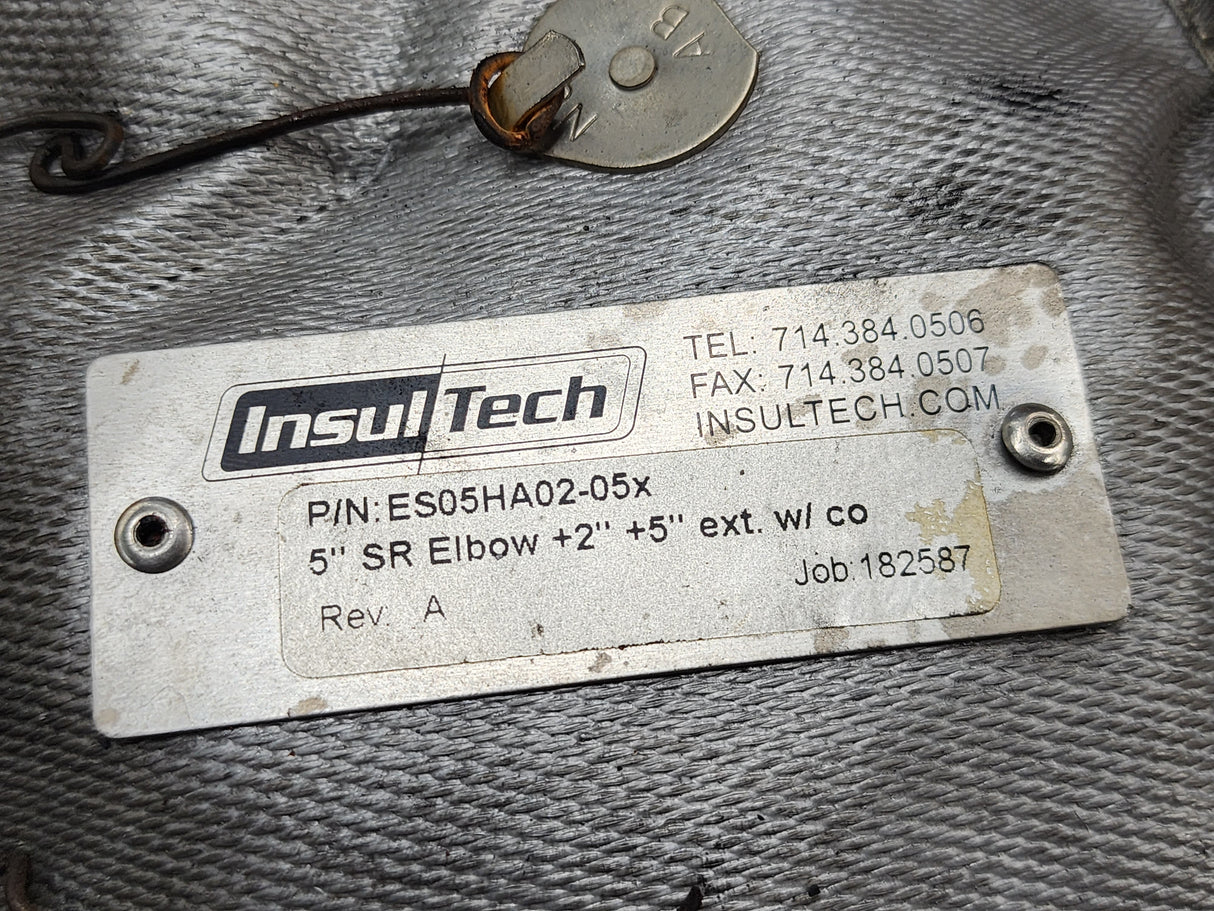 AB
N
InsulTech
TEL: 714.384.0506
FAX: 714.384.0507
INSULTECH.COM
P/N:ES05HA02-05x
5" SR Elbow +2" +5" ext. w/ co
Job:182587
Rev: A